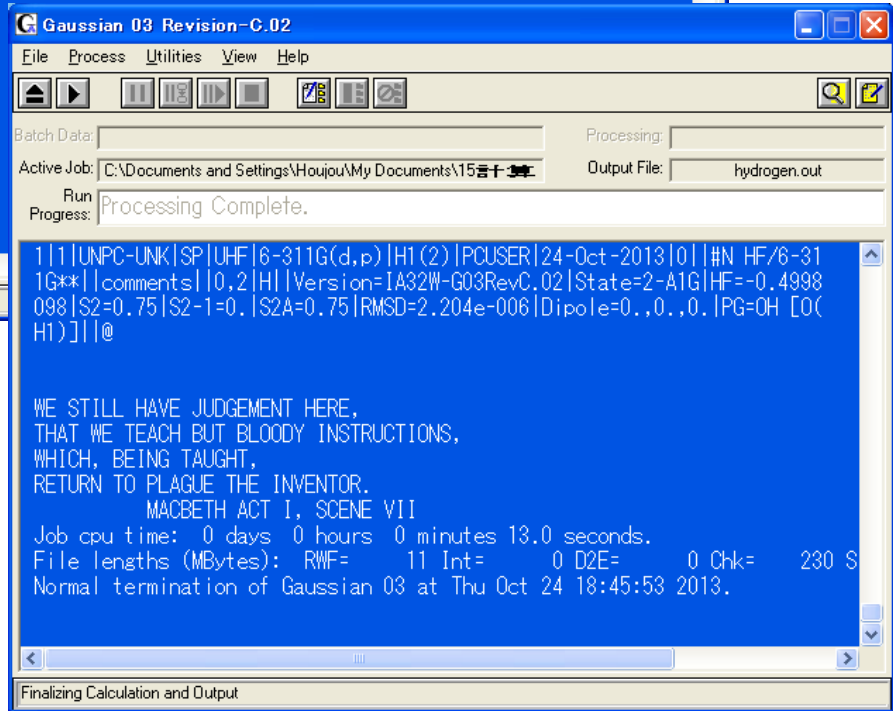 Gaussian 03 Revision-C.02
File Process Utilities View Help
Batch Data: Processing:
Active Job: C:\Documents and Settings\Houjou\My Documents\15 Output File: hydrogen.out
Run Progress: Processing Complete.
1|1|UNPC-UNK|SP|UHF|6-311G(d,p)|H1(2)|PCUSER|24-Oct-2013|0||#N HF/6-31
1G**||comments||0,2|H||Version=IA32W-G03RevC.02|State=2-A1G|HF=-0.4998
098|S2=0.75|S2-1=0.|S2A=0.75|RMSD=2.204e-006|Dipole=0.,0.,0.|PG=OH [O(
H1)]||@
WE STILL HAVE JUDGEMENT HERE,
THAT WE TEACH BUT BLOODY INSTRUCTIONS,
WHICH, BEING TAUGHT,
RETURN TO PLAGUE THE INVENTOR.
MACBETH ACT I, SCENE VII
Job cpu time: 0 days 0 hours 0 minutes 13.0 seconds.
File lengths (MBytes): RWF= 11 Int= 0 D2E= 0 Chk= 230 S
Normal termination of Gaussian 03 at Thu Oct 24 18:45:53 2013.
Finalizing Calculation and Output